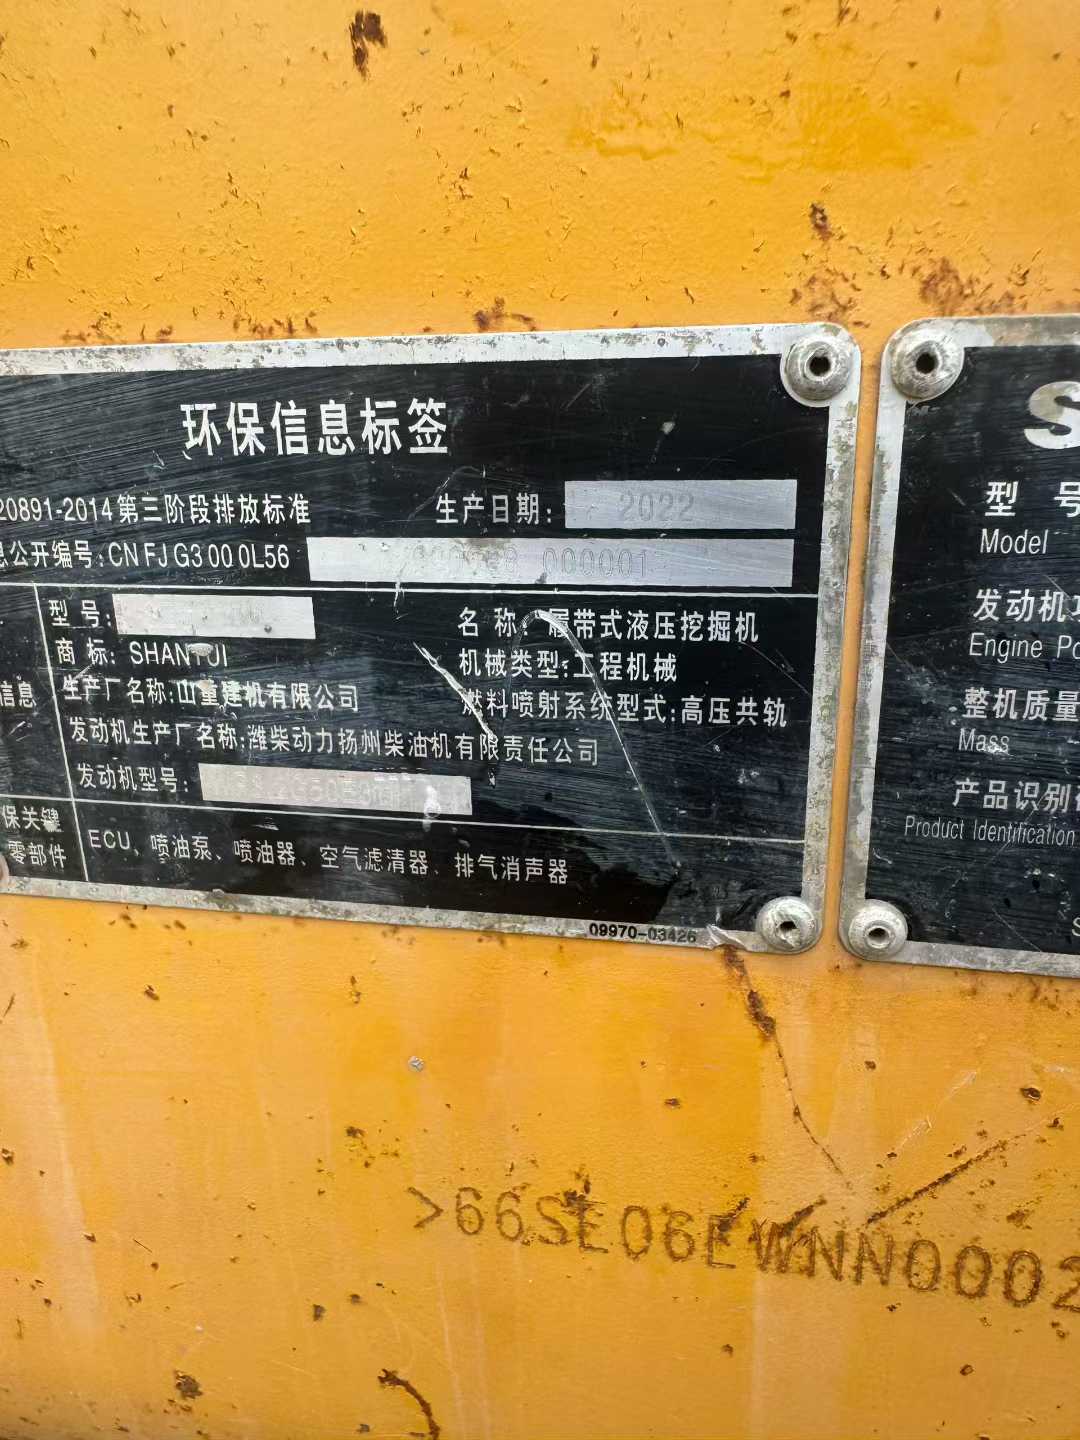 环保信息标签
20891-2014第三阶段排放标准
生产日期: 2022
息公开编号:CN FJ G3 00 0L56 000001
型 号:
名 称: 履带式液压挖掘机
商 标: SHANTUI
机械类型:工程机械
信息
生产厂名称:山重建机有限公司
燃料喷射系统型式:高压共轨
发动机生产厂名称:潍柴动力扬州柴油机有限责任公司
发动机型号:
保关键
零部件
ECU、喷油泵、喷油器、空气滤清器、排气消声器
09970-03426
S
型 号
Model
发动机功
Engine Po
整机质量
Mass
产品识别
Product Identification
S
>66SE06EWNN0002